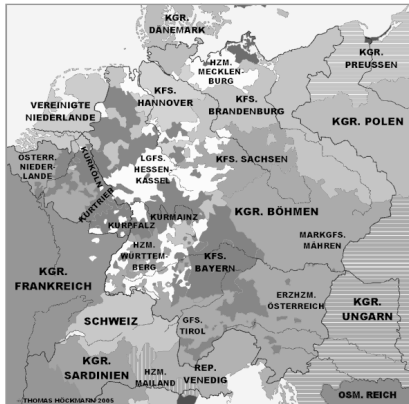 KGR.
DÄNEMARK
HZM.
MECKLEN-
BURG
KGR.
PREUSSEN
KFS.
HANNOVER
KFS.
BRANDENBURG
VEREINIGTE
NIEDERLANDE
KGR. POLEN
ÖSTERR.
NIEDER-
LANDE
KURKÖLN
LGFS.
HESSEN-
KASSEL
KFS. SACHSEN
KURTRIER
KURMAINZ
KURPFALZ
KGR. BÖHMEN
MARKGFS.
MÄHREN
HZM.
WÜRTTEM-
BERG
KFS.
BAYERN
KGR.
FRANKREICH
ERZHZM.
ÖSTERREICH
KGR.
UNGARN
SCHWEIZ
GFS.
TIROL
KGR.
SARDINIEN
HZM.
MAILAND
REP.
VENEDIG
OSM. REICH
THOMAS HÖCKMANN 2005